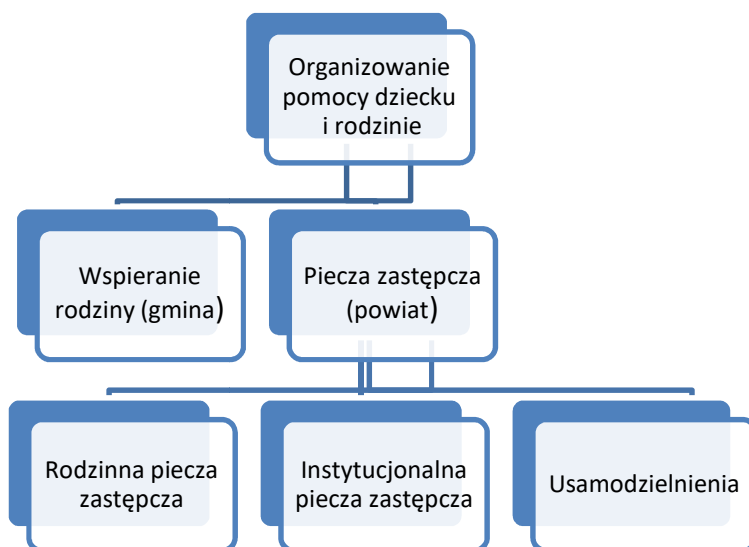 Organizowanie
pomocy dziecku
i rodzinie
Wspieranie
rodziny (gmina)
Piecza zastępcza
(powiat)
Rodzinna piecza
zastępcza
Instytucjonalna
piecza zastępcza
Usamodzielnienia